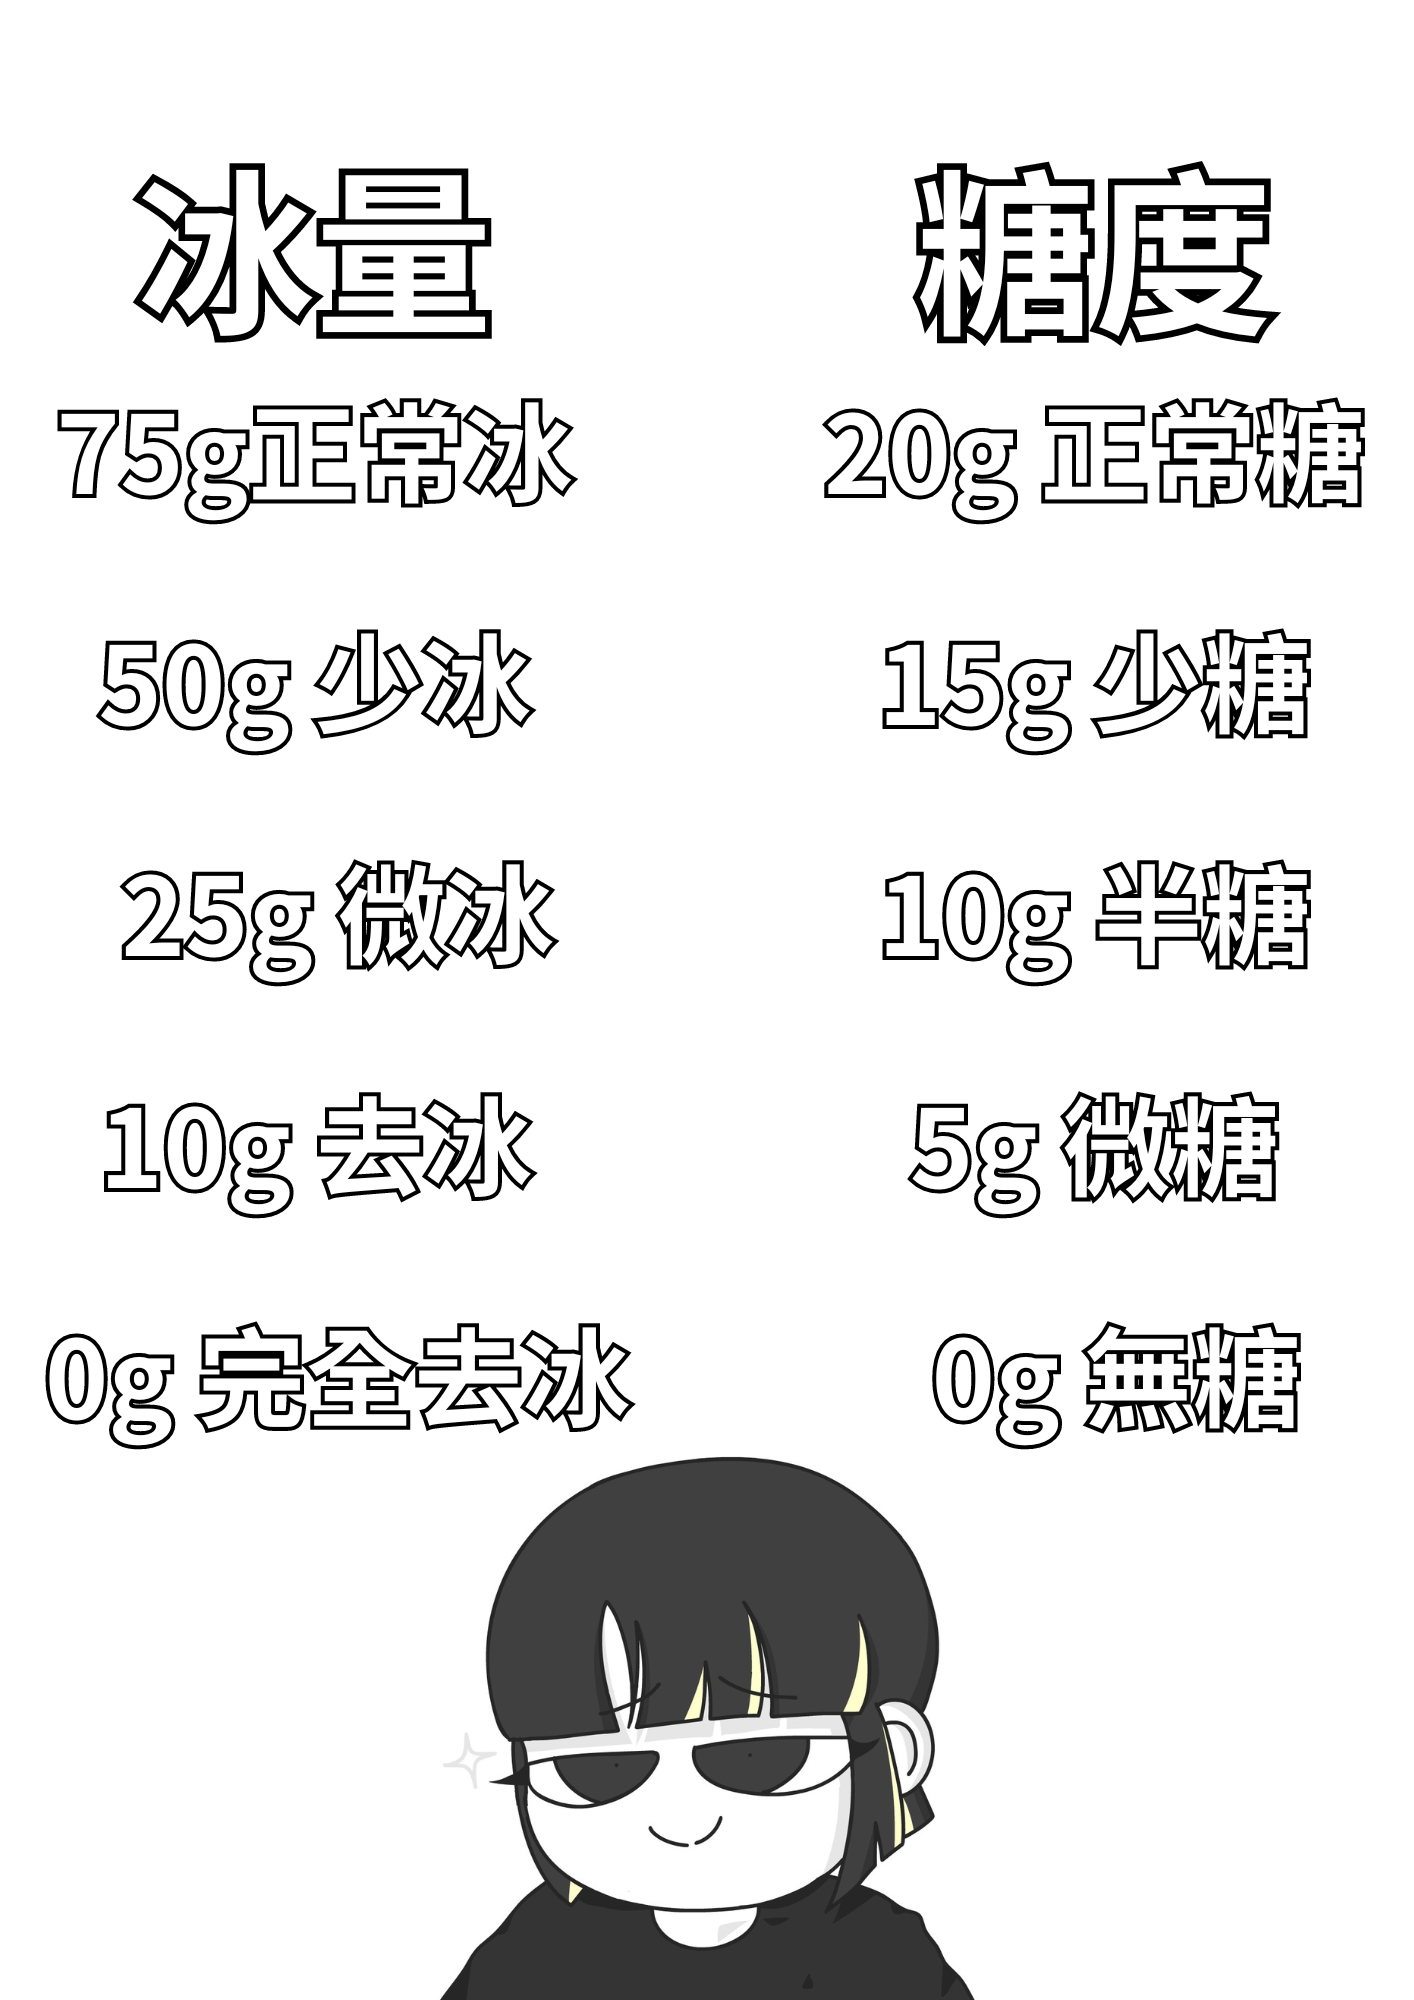 冰量
75g正常冰
50g 少冰
25g 微冰
10g 去冰
0g 完全去冰
糖度
20g 正常糖
15g 少糖
10g 半糖
5g 微糖
0g 無糖